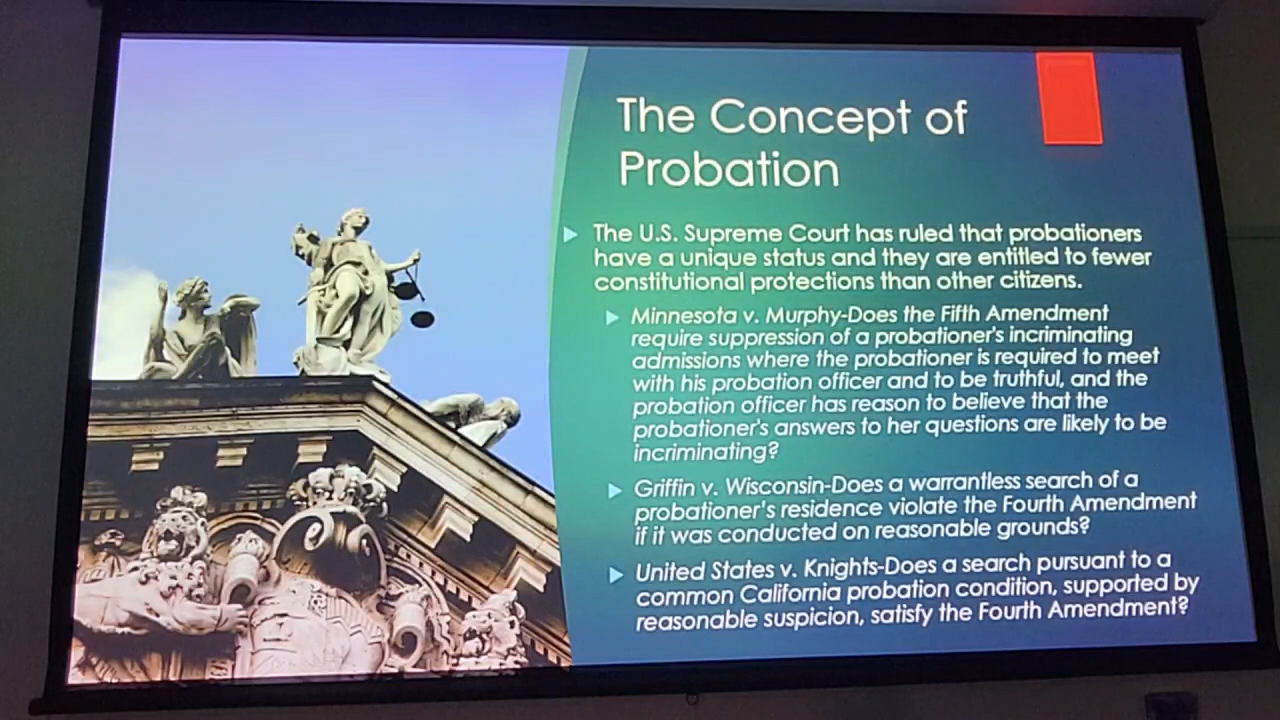 The Concept of
Probation
The U.S. Supreme Court has ruled that probationers
have a unique status and they are entitled to fewer
constitutional protections than other citizens.
Minnesota v. Murphy-Does the Fifth Amendment
require suppression of a probationer's incriminating
admissions where the probationer is required to meet
with his probation officer and to be truthful, and the
probation officer has reason to believe that the
probationer's answers to her questions are likely to be
incriminating?
Griffin v. Wisconsin-Does a warrantless search of a
probationer's residence violate the Fourth Amendment
if it was conducted on reasonable grounds?
United States v. Knights-Does a search pursuant to a
common California probation condition, supported by
reasonable suspicion, satisfy the Fourth Amendment?